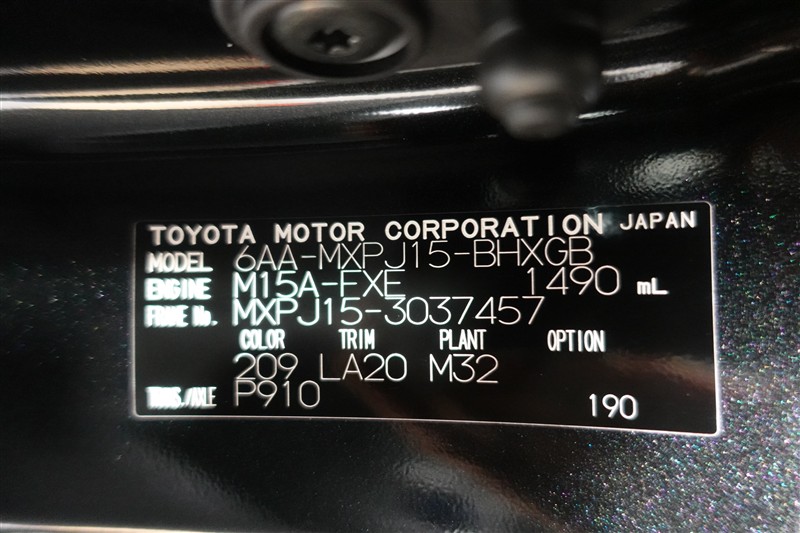 TOYOTA MOTOR CORPORATION JAPAN
MODEL 6AA-MXPJ15-BHXGB
ENGINE M15A-FXE 1490 mL
FRAME No. MXPJ15-3037457
COLOR TRIM PLANT OPTION
209 LA20 M32
TRANS./AXLE P910
190